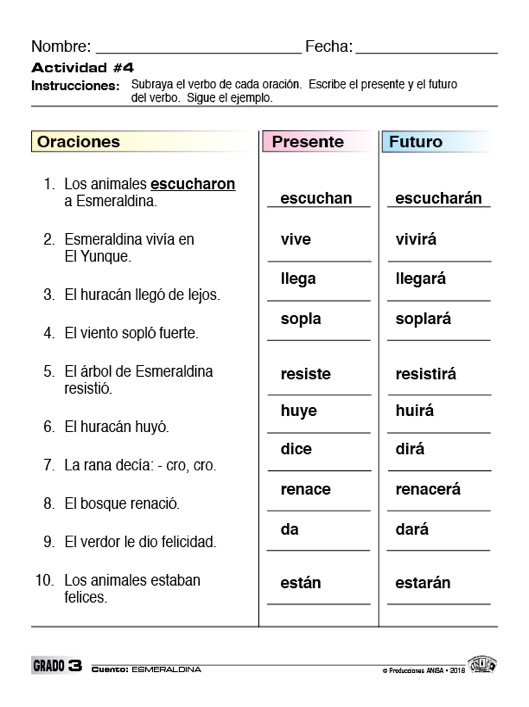 Nombre: ______________________ Fecha: ______________
Actividad #4
Instrucciones: Subraya el verbo de cada oración. Escribe el presente y el futuro
del verbo. Sigue el ejemplo.
Oraciones Presente Futuro
1. Los animales escucharon
a Esmeraldina. escuchan escucharán
2. Esmeraldina vivía en vive vivirá
El Yunque.
llega llegará
3. El huracán llegó de lejos.
sopla soplará
4. El viento sopló fuerte.
5. El árbol de Esmeraldina resiste resistirá
resistió.
huye huirá
6. El huracán huyó.
dice dirá
7. La rana decía: - cro, cro.
renace renacerá
8. El bosque renació.
da dará
9. El verdor le dio felicidad.
10. Los animales estaban están estarán
felices.
GRADO 3 Cuento: ESMERALDINA © Producciones ANISA • 2018